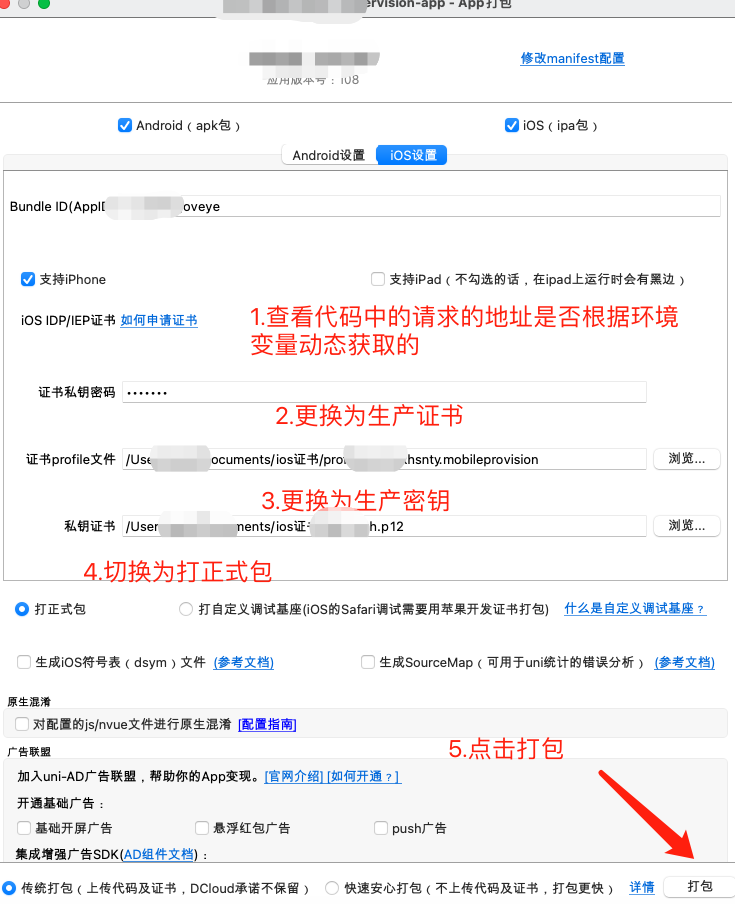 ervision-app - App打包
修改manifest配置
应用版本号：108
Android（apk包）
iOS（ipa包）
Android设置
iOS设置
Bundle ID(AppID
oveye
支持iPhone
支持iPad（不勾选的话，在ipad上运行时会有黑边）
iOS IDP/IEP证书 如何申请证书
1.查看代码中的请求的地址是否根据环境
变量动态获取的
证书私钥密码 •••••••
2.更换为生产证书
证书profile文件 /Use ocuments/ios证书/pro .hsnty.mobileprovision 浏览...
3.更换为生产密钥
私钥证书 /User ments/ios证 h.p12 浏览...
4.切换为打正式包
打正式包
打自定义调试基座(iOS的Safari调试需要用苹果开发证书打包)
什么是自定义调试基座？
生成iOS符号表（dsym）文件 (参考文档)
生成SourceMap（可用于uni统计的错误分析） (参考文档)
原生混淆
对配置的js/nvue文件进行原生混淆 [配置指南]
广告联盟
5.点击打包
加入uni-AD广告联盟，帮助你的App变现。[官网介绍] [如何开通？]
开通基础广告：
基础开屏广告
悬浮红包广告
push广告
集成增强广告SDK(AD组件文档)：
传统打包（上传代码及证书，DCloud承诺不保留）
快速安心打包（不上传代码及证书，打包更快）
详情
打包